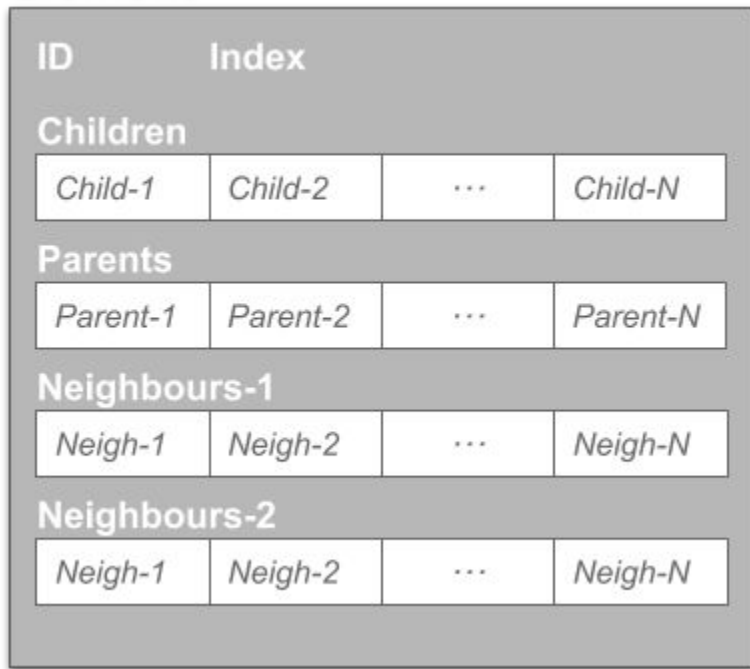 ID Index
Children
Child-1 Child-2 ... Child-N
Parents
Parent-1 Parent-2 ... Parent-N
Neighbours-1
Neigh-1 Neigh-2 ... Neigh-N
Neighbours-2
Neigh-1 Neigh-2 ... Neigh-N